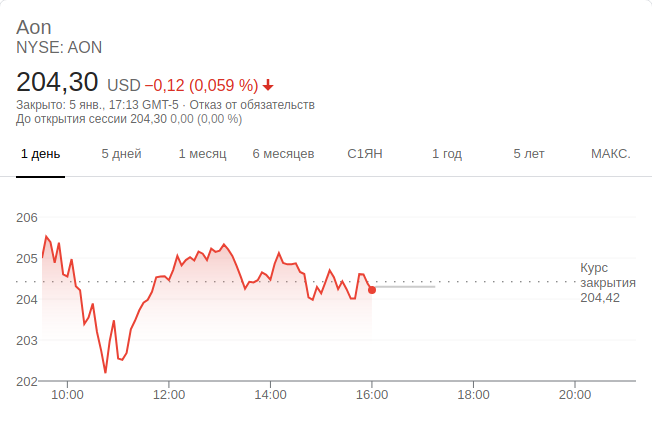 Aon
NYSE: AON
204,30 USD −0,12 (0,059 %)
Закрыто: 5 янв., 17:13 GMT-5 · Отказ от обязательств
До открытия сессии 204,30 0,00 (0,00 %)
1 день 5 дней 1 месяц 6 месяцев С1ЯН 1 год 5 лет МАКС.
206
205
204
203
202
Курс
закрытия
204,42
10:00 12:00 14:00 16:00 18:00 20:00